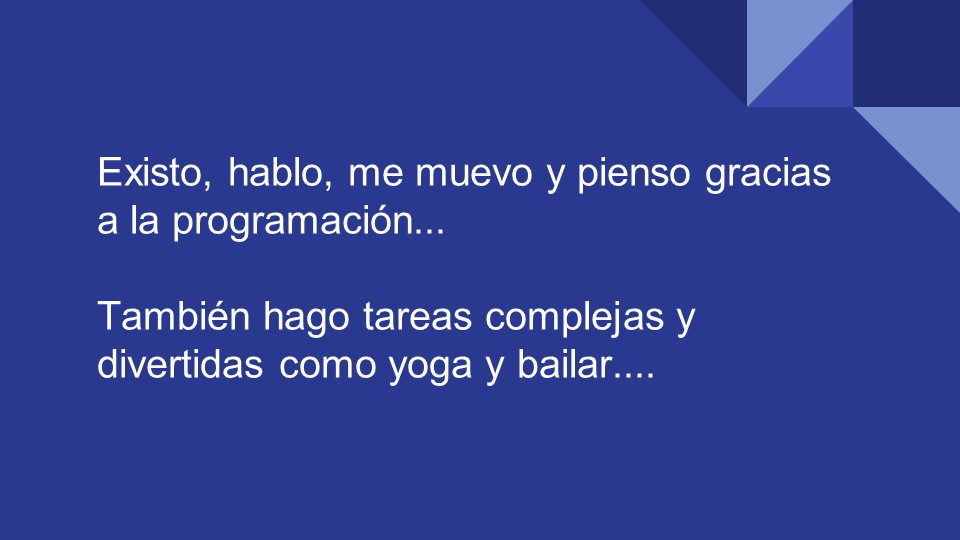 Existo, hablo, me muevo y pienso gracias
a la programación...
También hago tareas complejas y
divertidas como yoga y bailar....